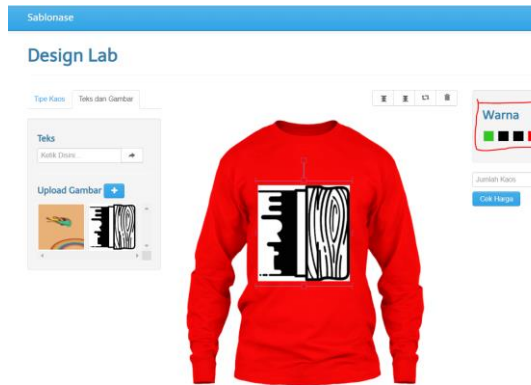 Sablonase
Design Lab
Tipe Kaos
Teks dan Gambar
Teks
Ketik Disini..
Upload Gambar
Warna
Jumlah Kaos
Cek Harga